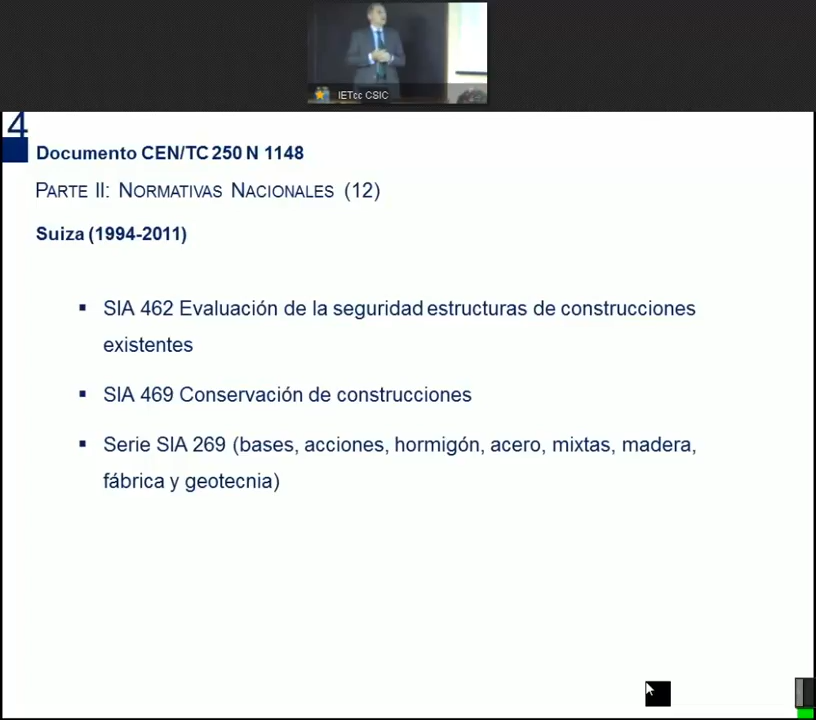 IETcc CSIC
4
Documento CEN/TC 250 N 1148
PARTE II: NORMATIVAS NACIONALES (12)
Suiza (1994-2011)
▪ SIA 462 Evaluación de la seguridad estructuras de construcciones
existentes
▪ SIA 469 Conservación de construcciones
▪ Serie SIA 269 (bases, acciones, hormigón, acero, mixtas, madera,
fábrica y geotecnia)